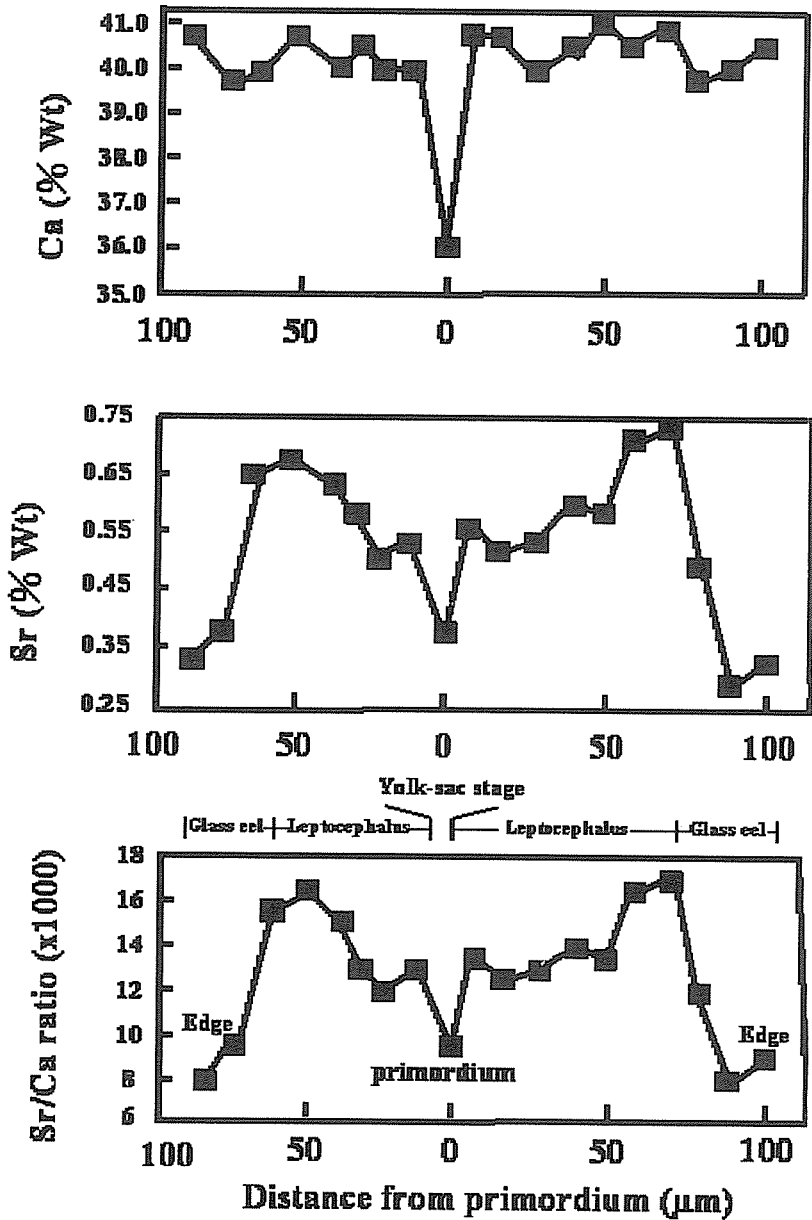 Ca (% Wt)
41.0
40.0
39.0
38.0
37.0
36.0
35.0
100 50 0 50 100
Sr (% Wt)
0.75
0.65
0.55
0.45
0.35
0.25
100 50 0 50 100
Yolk-sac stage
Glass eel Leptocephalus Leptocephalus Glass eel
Sr/Ca ratio (x1000)
18
16
14
12
10
8
6
Edge
primordium
Edge
100 50 0 50 100
Distance from primordium (μm)